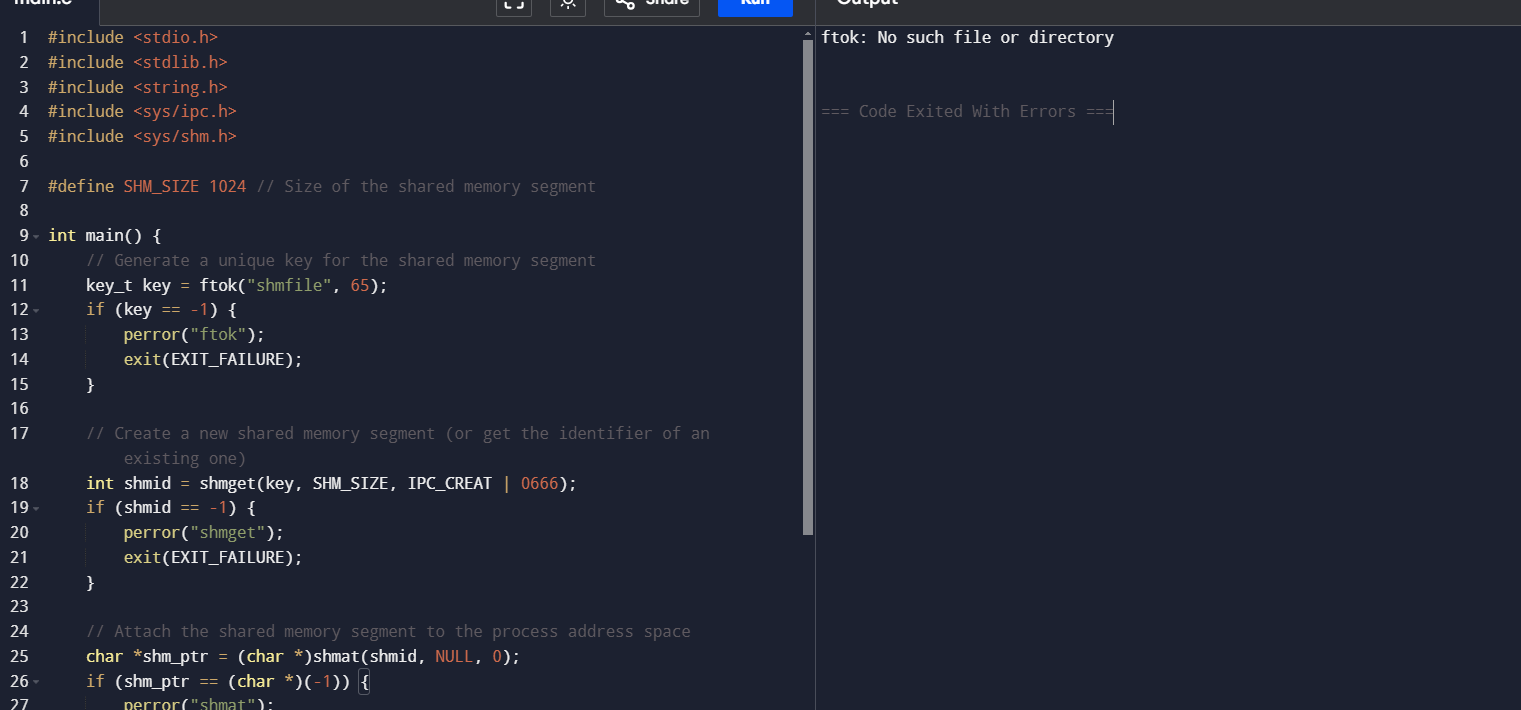 main.c Share Run Output
1 #include <stdio.h>
2 #include <stdlib.h>
3 #include <string.h>
4 #include <sys/ipc.h>
5 #include <sys/shm.h>
6
7 #define SHM_SIZE 1024 // Size of the shared memory segment
8
9 int main() {
10     // Generate a unique key for the shared memory segment
11     key_t key = ftok("shmfile", 65);
12     if (key == -1) {
13         perror("ftok");
14         exit(EXIT_FAILURE);
15     }
16
17     // Create a new shared memory segment (or get the identifier of an
        existing one)
18     int shmid = shmget(key, SHM_SIZE, IPC_CREAT | 0666);
19     if (shmid == -1) {
20         perror("shmget");
21         exit(EXIT_FAILURE);
22     }
23
24     // Attach the shared memory segment to the process address space
25     char *shm_ptr = (char *)shmat(shmid, NULL, 0);
26     if (shm_ptr == (char *)(-1)) {
27         perror("shmat");
ftok: No such file or directory
=== Code Exited With Errors ===